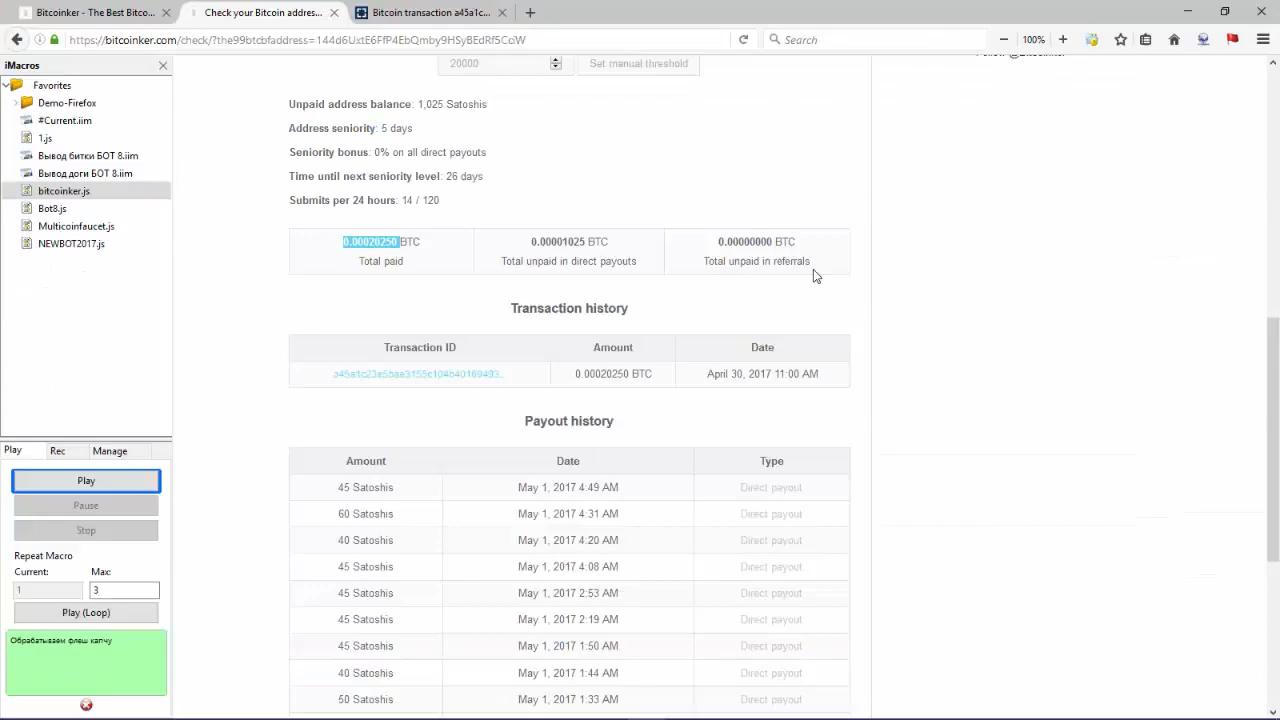 Bitcoinker - The Best Bitco...
Check your Bitcoin addres...
Bitcoin transaction a45a1c...
https://bitcoinker.com/check/?the99btcbfaddress=144d6UxtE6FfP4EbQmby9HSyBEdRf5CoW
100%
Search
iMacros
Favorites
Demo-Firefox
#Current.iim
1.js
Вывод битки БОТ 8.iim
Вывод доги БОТ 8.iim
bitcoinker.js
Bot8.js
Multicoinfaucet.js
NEWBOT2017.js
20000
Set manual threshold
Unpaid address balance: 1,025 Satoshis
Address seniority: 5 days
Seniority bonus: 0% on all direct payouts
Time until next seniority level: 26 days
Submits per 24 hours: 14 / 120
0.00020250 BTC
Total paid
0.00001025 BTC
Total unpaid in direct payouts
0.00000000 BTC
Total unpaid in referrals
Transaction history
Transaction ID Amount Date
a45a1c23e5bae3155c104b40169493... 0.00020250 BTC April 30, 2017 11:00 AM
Payout history
Amount Date Type
45 Satoshis May 1, 2017 4:49 AM Direct payout
60 Satoshis May 1, 2017 4:31 AM Direct payout
40 Satoshis May 1, 2017 4:20 AM Direct payout
45 Satoshis May 1, 2017 4:08 AM Direct payout
45 Satoshis May 1, 2017 2:53 AM Direct payout
45 Satoshis May 1, 2017 2:19 AM Direct payout
45 Satoshis May 1, 2017 1:50 AM Direct payout
40 Satoshis May 1, 2017 1:44 AM Direct payout
50 Satoshis May 1, 2017 1:33 AM Direct payout
Play Rec Manage
Play
Pause
Stop
Repeat Macro
Current: Max:
1 3
Play (Loop)
Обрабатываем флеш капчу